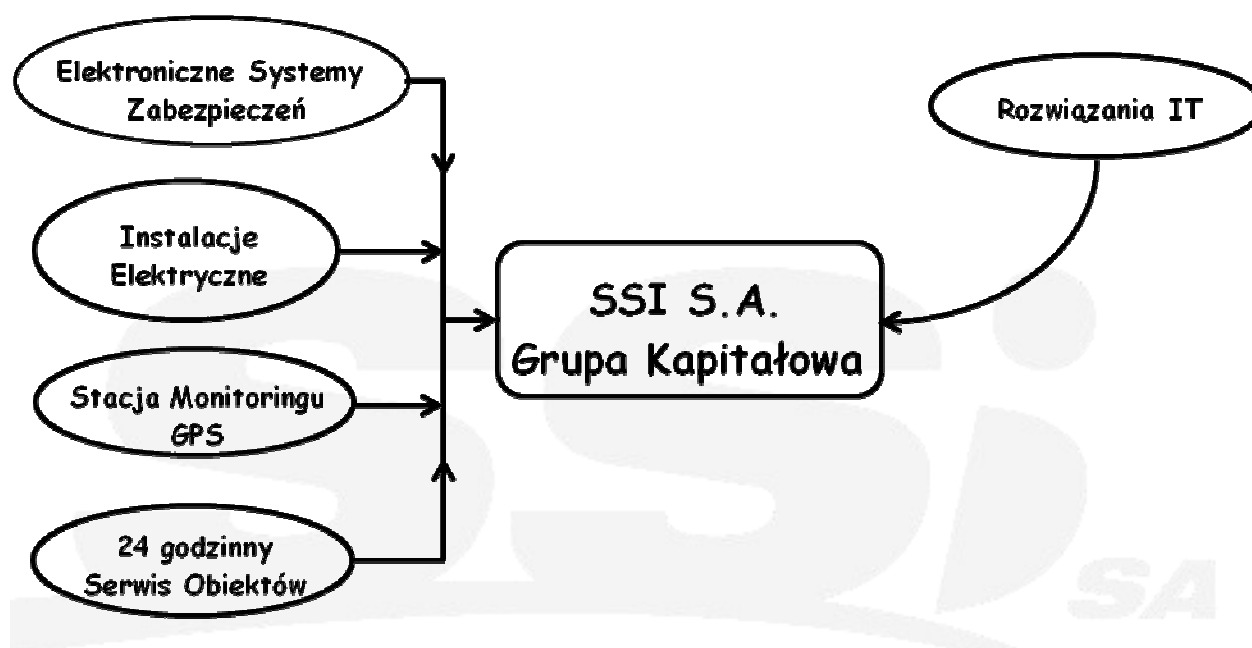 Elektroniczne Systemy
Zabezpieczeń
Rozwiązania IT
Instalacje
Elektryczne
SSI S.A.
Grupa Kapitałowa
Stacja Monitoringu
GPS
24 godzinny
Serwis Obiektów
SSi
SA